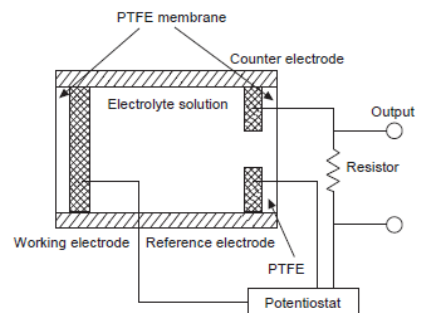 PTFE membrane
Counter electrode
Electrolyte solution
Output
Resistor
Working electrode
Reference electrode
PTFE
Potentiostat